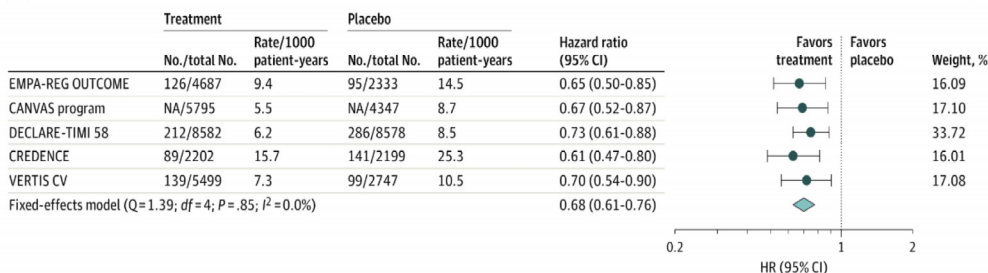 Treatment Placebo
No./total No. Rate/1000 patient-years No./total No. Rate/1000 patient-years Hazard ratio (95% CI) Favors treatment Favors placebo Weight, %
EMPA-REG OUTCOME 126/4687 9.4 95/2333 14.5 0.65 (0.50-0.85) 16.09
CANVAS program NA/5795 5.5 NA/4347 8.7 0.67 (0.52-0.87) 17.10
DECLARE-TIMI 58 212/8582 6.2 286/8578 8.5 0.73 (0.61-0.88) 33.72
CREDENCE 89/2202 15.7 141/2199 25.3 0.61 (0.47-0.80) 16.01
VERTIS CV 139/5499 7.3 99/2747 10.5 0.70 (0.54-0.90) 17.08
Fixed-effects model (Q=1.39; df=4; P=.85; I²=0.0%) 0.68 (0.61-0.76)
0.2 1 2
HR (95% CI)